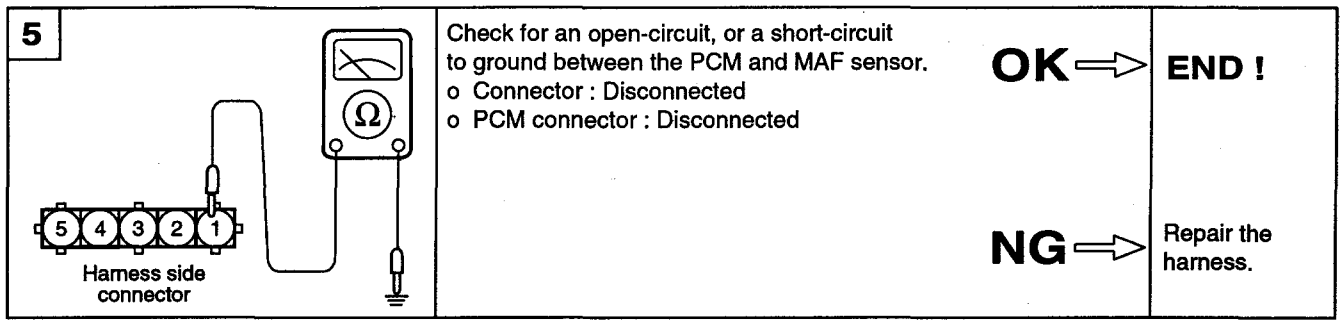 5
Ω
5 4 3 2 1
Harness side
connector
Check for an open-circuit, or a short-circuit
to ground between the PCM and MAF sensor.
o Connector : Disconnected
o PCM connector : Disconnected
OK
END !
NG
Repair the
harness.